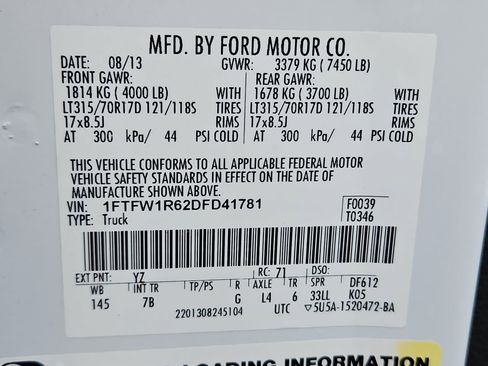 MFD. BY FORD MOTOR CO.
DATE: 08/13 GVWR: 3379 KG ( 7450 LB)
FRONT GAWR: REAR GAWR:
1814 KG ( 4000 LB) WITH 1678 KG ( 3700 LB) WITH
LT315/70R17D 121/118S TIRES LT315/70R17D 121/118S TIRES
17x8.5J RIMS 17x8.5J RIMS
AT 300 kPa/ 44 PSI COLD AT 300 kPa/ 44 PSI COLD
THIS VEHICLE CONFORMS TO ALL APPLICABLE FEDERAL MOTOR
VEHICLE SAFETY STANDARDS IN EFFECT ON THE DATE OF
MANUFACTURE SHOWN ABOVE.
VIN: 1FTFW1R62DFD41781 F0039
TYPE: Truck T0346
EXT PNT: YZ RC: 71 DSO:
WB INT TR TP/PS R AXLE TR SPR DF612
145 7B G L4 6 33LL K05
2201308245104 UTC ▽5U5A-1520472-BA
LOADING INFORMATION